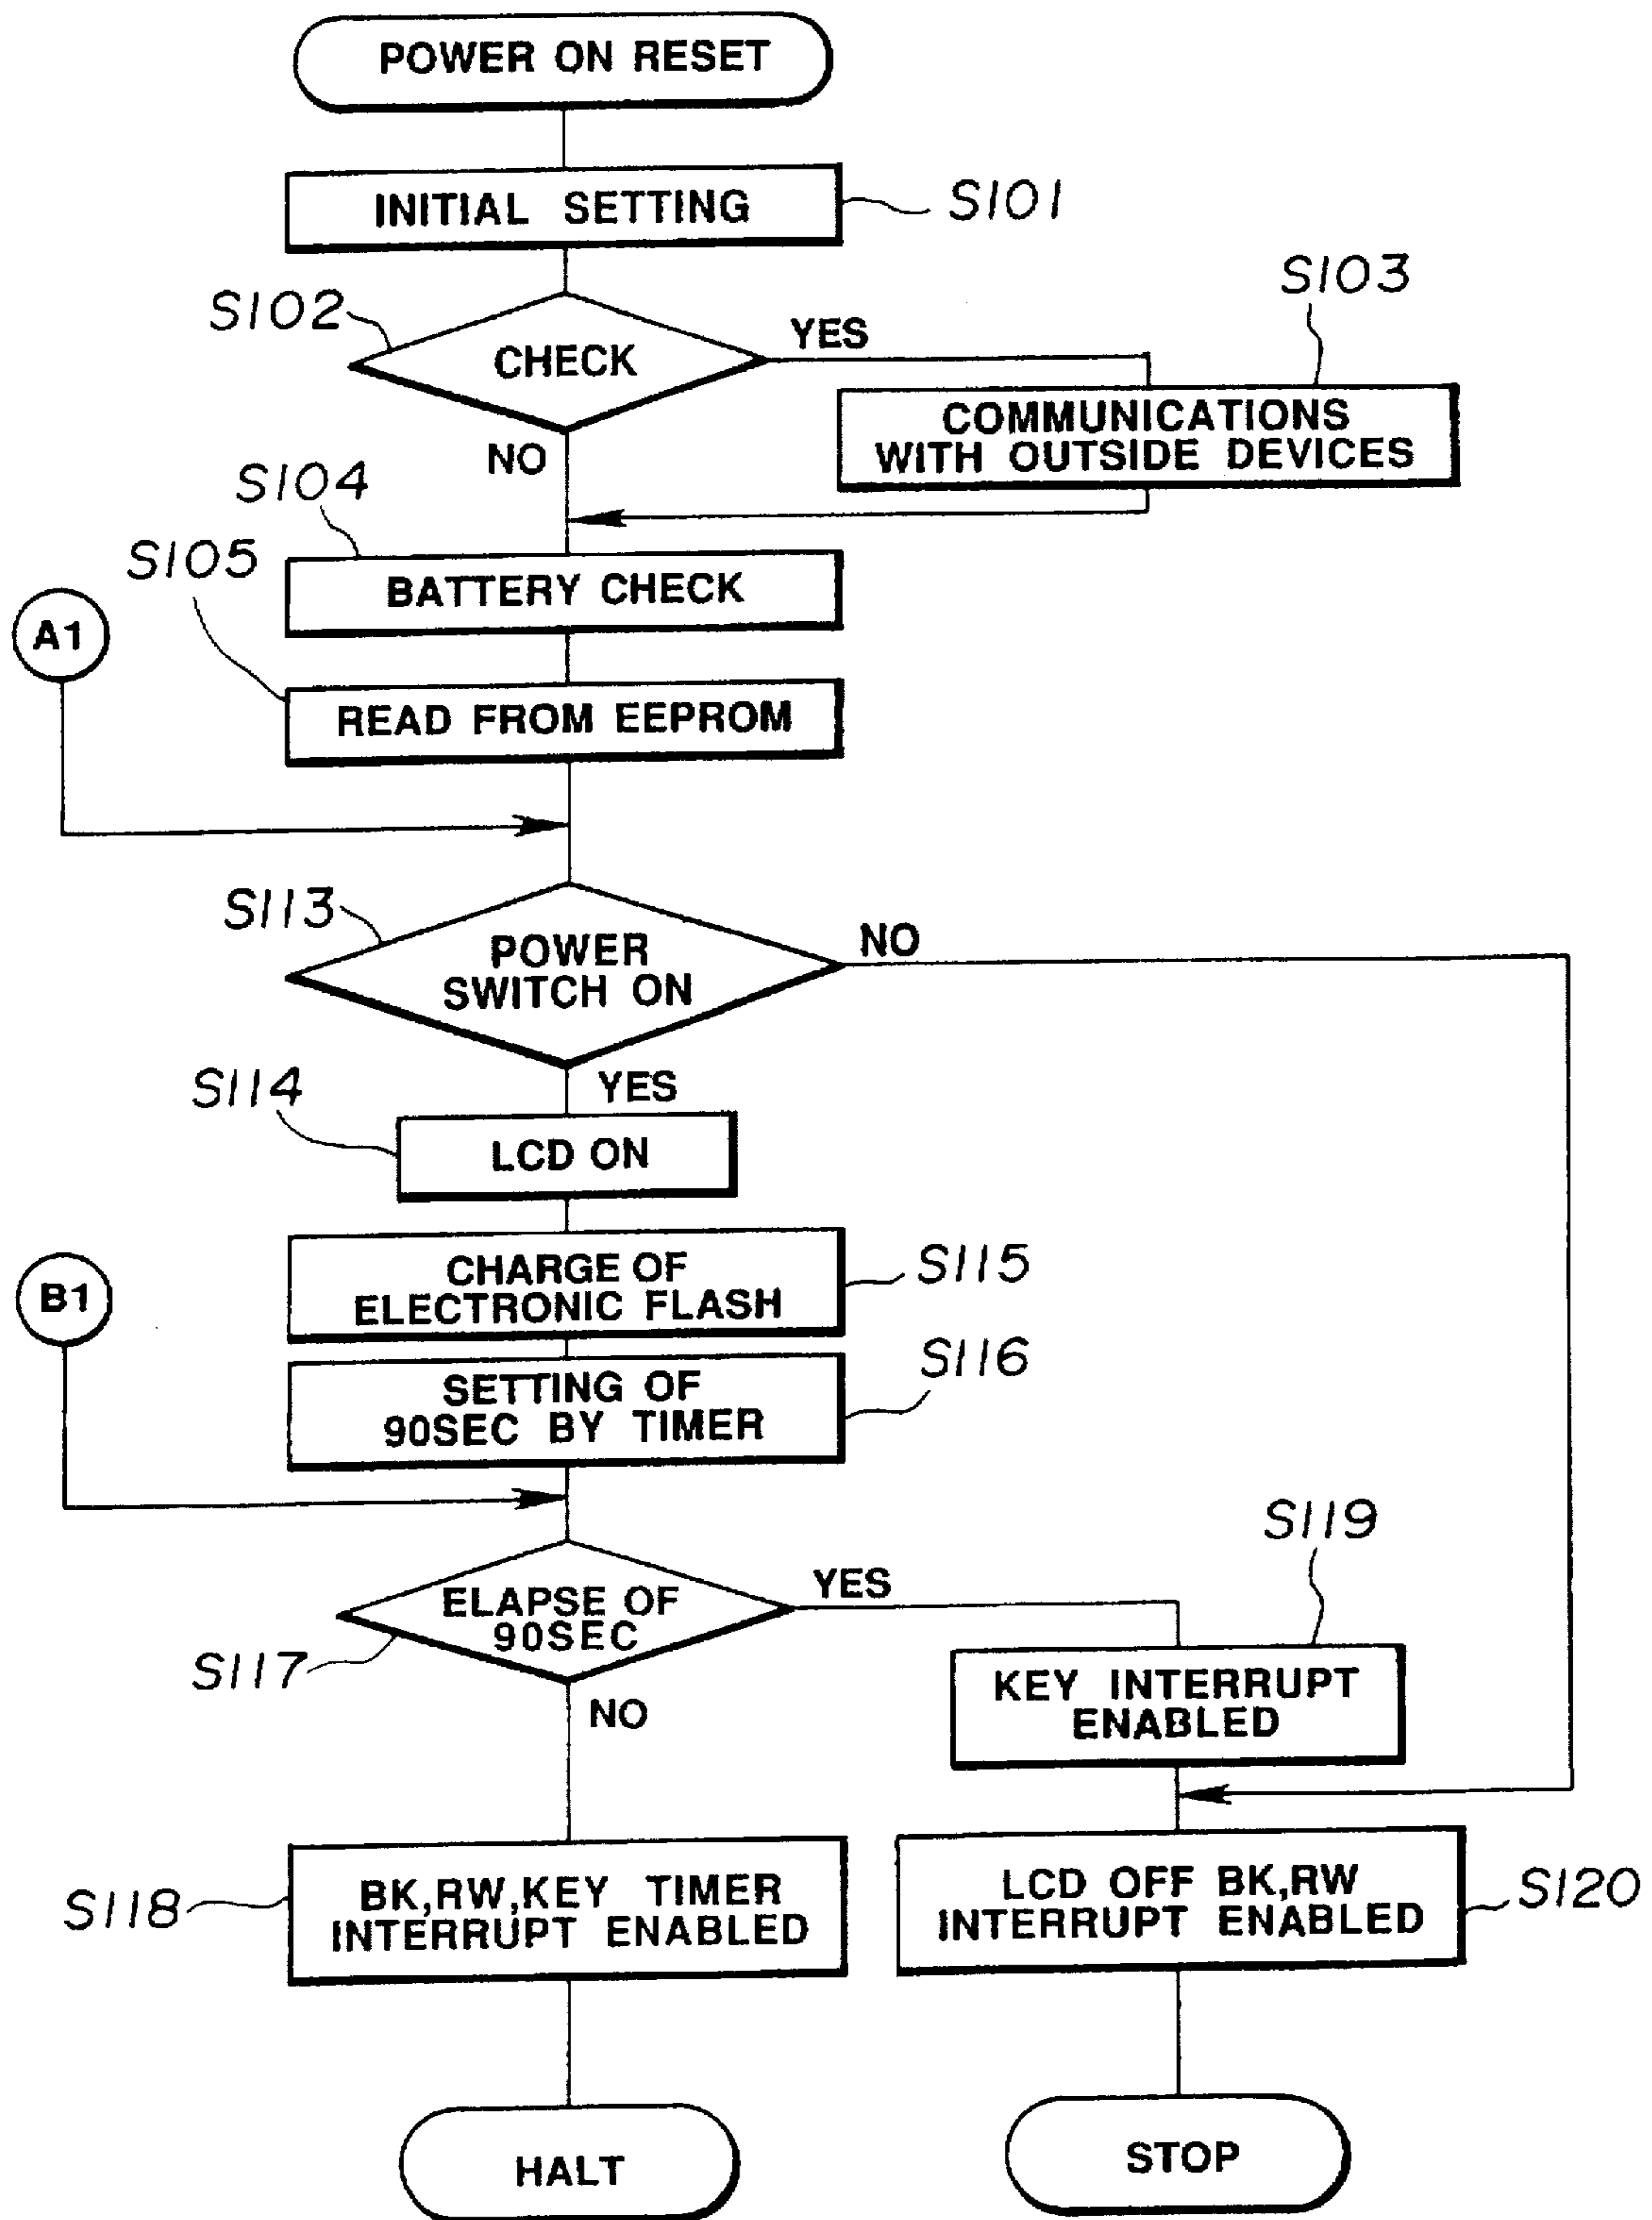 POWER ON RESET
INITIAL SETTING
S101
S102
CHECK
YES
S103
COMMUNICATIONS
WITH OUTSIDE DEVICES
NO
S104
BATTERY CHECK
S105
A1
READ FROM EEPROM
S113
POWER
SWITCH ON
NO
YES
S114
LCD ON
CHARGE OF
ELECTRONIC FLASH
S115
B1
SETTING OF
90SEC BY TIMER
S116
ELAPSE OF
90SEC
YES
S117
NO
S119
KEY INTERRUPT
ENABLED
S118
BK,RW,KEY TIMER
INTERRUPT ENABLED
LCD OFF BK,RW
INTERRUPT ENABLED
S120
HALT
STOP